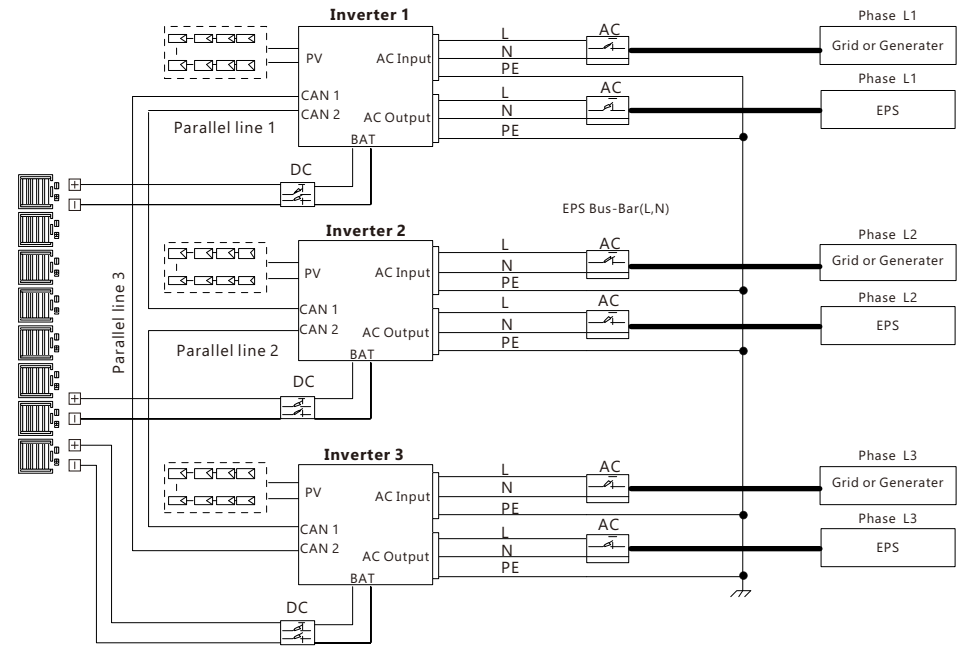 Inverter 1
PV
AC Input
CAN 1
CAN 2
AC Output
BAT
Parallel line 1
DC
L
N
PE
AC
Phase L1
Grid or Generater
L
N
PE
AC
Phase L1
EPS
+
−
EPS Bus-Bar(L,N)
Inverter 2
PV
AC Input
CAN 1
CAN 2
AC Output
BAT
Parallel line 2
Parallel line 3
DC
L
N
PE
AC
Phase L2
Grid or Generater
L
N
PE
AC
Phase L2
EPS
+
−
+
−
Inverter 3
PV
AC Input
CAN 1
CAN 2
AC Output
BAT
DC
L
N
PE
AC
Phase L3
Grid or Generater
L
N
PE
AC
Phase L3
EPS